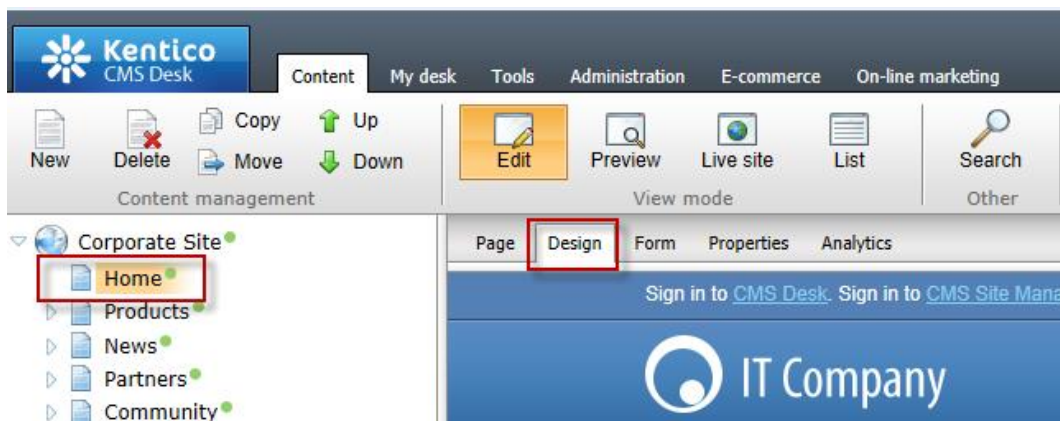 Kentico
CMS Desk
Content My desk Tools Administration E-commerce On-line marketing
New Delete Copy Move Up Down
Content management
Edit Preview Live site List
View mode
Search
Other
Corporate Site
Home
Products
News
Partners
Community
Page Design Form Properties Analytics
Sign in to CMS Desk. Sign in to CMS Site Mana
IT Company